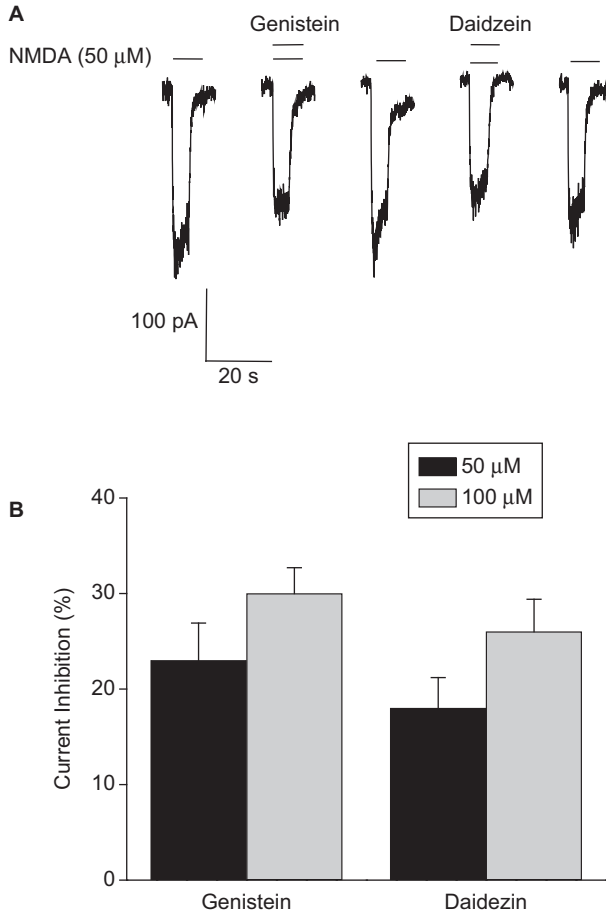 A
Genistein Daidzein
NMDA (50 μM)
100 pA
20 s
B
50 μM
100 μM
40
30
20
10
0
Current Inhibition (%)
Genistein Daidezin